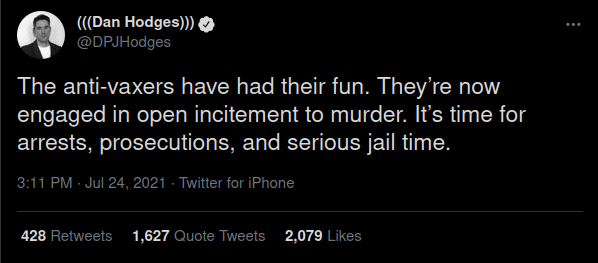 (((Dan Hodges)))
@DPJHodges
The anti-vaxers have had their fun. They’re now
engaged in open incitement to murder. It’s time for
arrests, prosecutions, and serious jail time.
3:11 PM · Jul 24, 2021 · Twitter for iPhone
428 Retweets 1,627 Quote Tweets 2,079 Likes